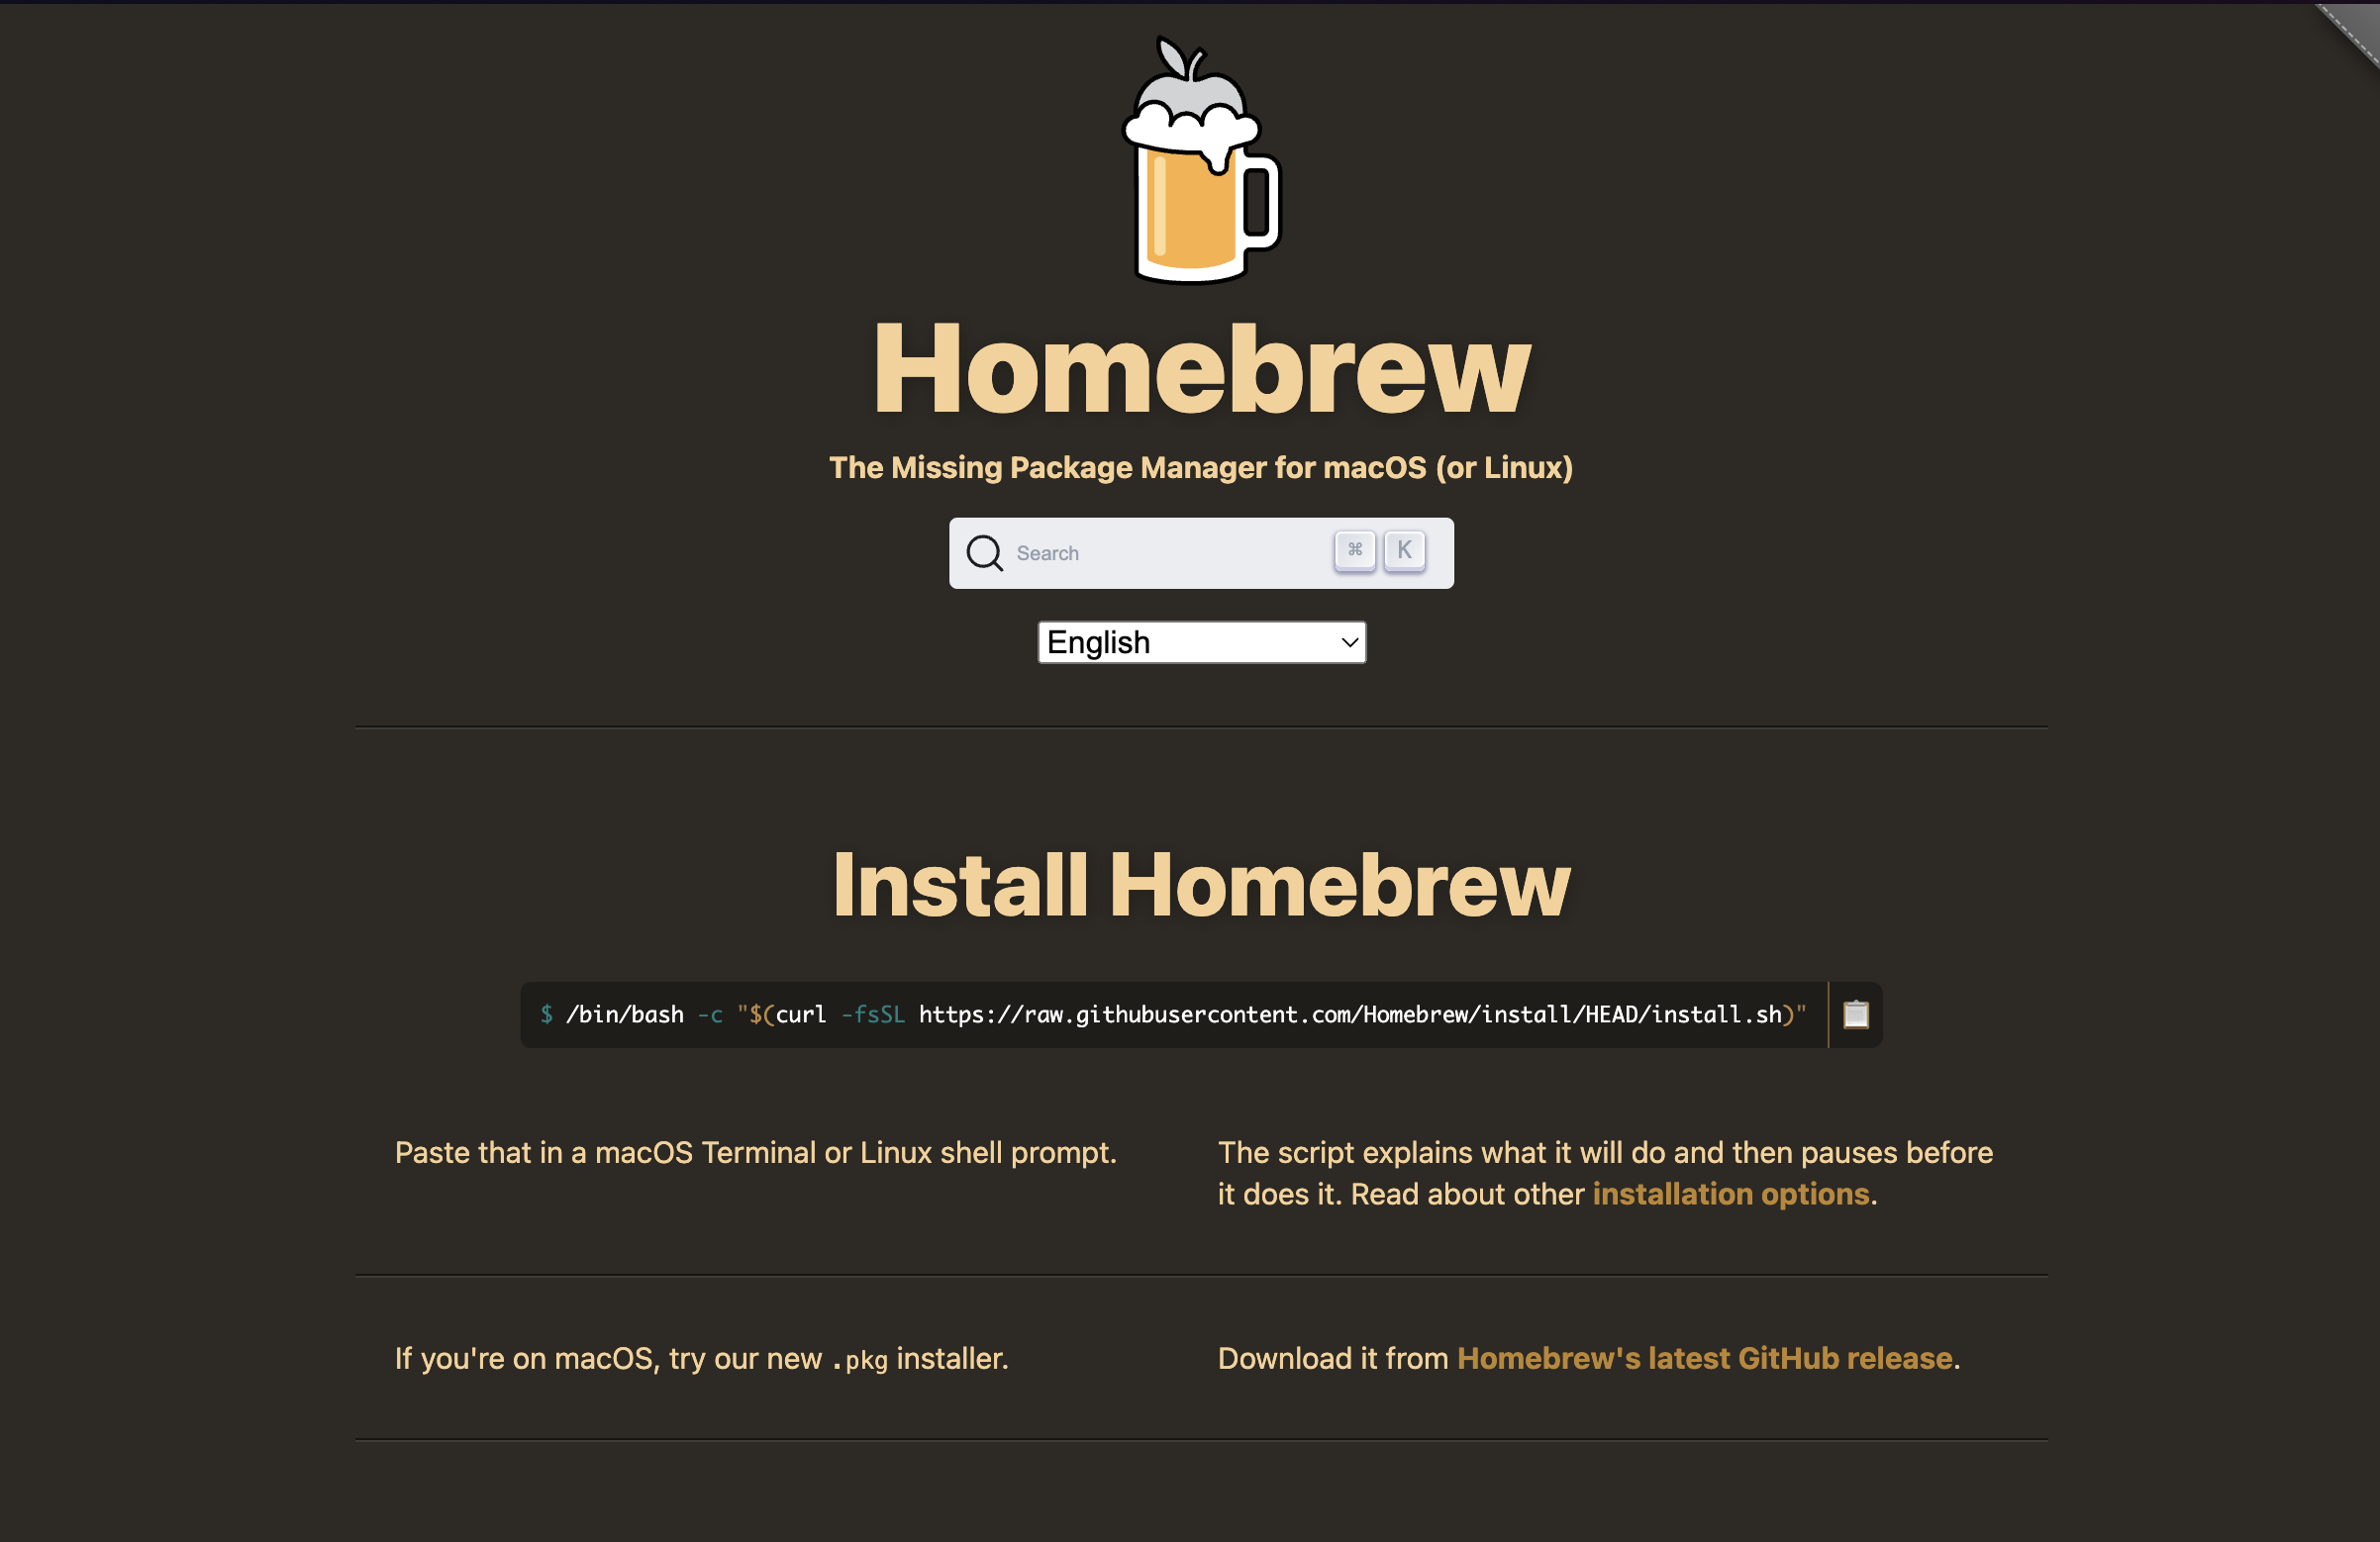 Homebrew
The Missing Package Manager for macOS (or Linux)
Search ⌘ K
English
Install Homebrew
$ /bin/bash -c "$(curl -fsSL https://raw.githubusercontent.com/Homebrew/install/HEAD/install.sh)"
Paste that in a macOS Terminal or Linux shell prompt.
The script explains what it will do and then pauses before
it does it. Read about other installation options.
If you're on macOS, try our new .pkg installer.
Download it from Homebrew's latest GitHub release.